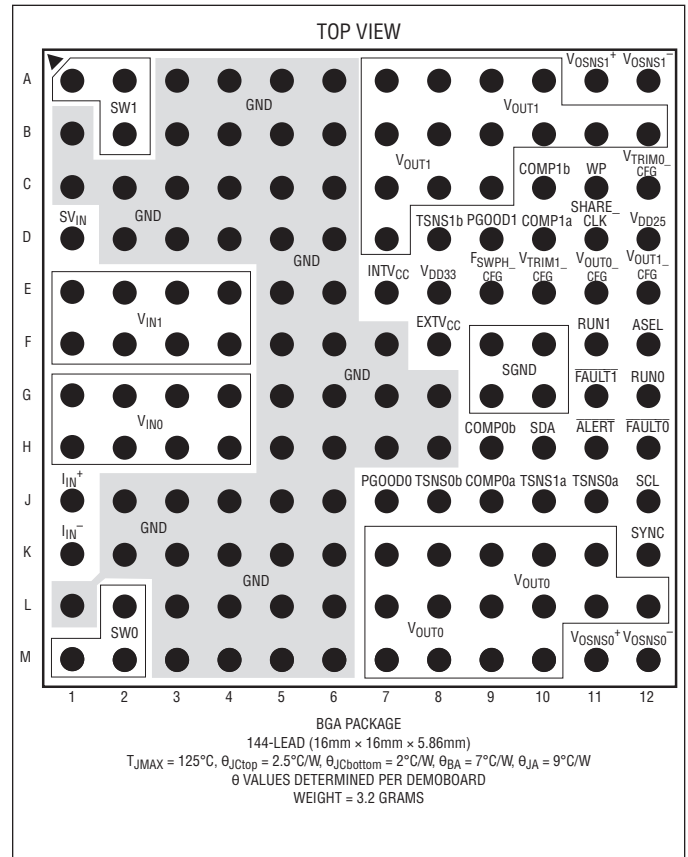 TOP VIEW
A
VOSNS1+ VOSNS1−
SW1
GND
VOUT1
B
GND
VOUT1
C
COMP1b WP VTRIM0_CFG
SVIN
GND
D
TSNS1b PGOOD1 COMP1a SHARE_CLK VDD25
GND
E
INTVCC VDD33 FSWPH_CFG VTRIM1_CFG VOUT0_CFG VOUT1_CFG
VIN1
F
EXTVCC
RUN1 ASEL
SGND
GND
G
FAULT1 RUN0
VIN0
H
COMP0b SDA ALERT FAULT0
J
IIN+
PGOOD0 TSNS0b COMP0a TSNS1a TSNS0a SCL
GND
K
IIN−
SYNC
GND
VOUT0
L
SW0
VOUT0
M
VOSNS0+ VOSNS0−
1 2 3 4 5 6 7 8 9 10 11 12
BGA PACKAGE
144-LEAD (16mm × 16mm × 5.86mm)
TJMAX = 125°C, θJCtop = 2.5°C/W, θJCbottom = 2°C/W, θBA = 7°C/W, θJA = 9°C/W
θ VALUES DETERMINED PER DEMOBOARD
WEIGHT = 3.2 GRAMS